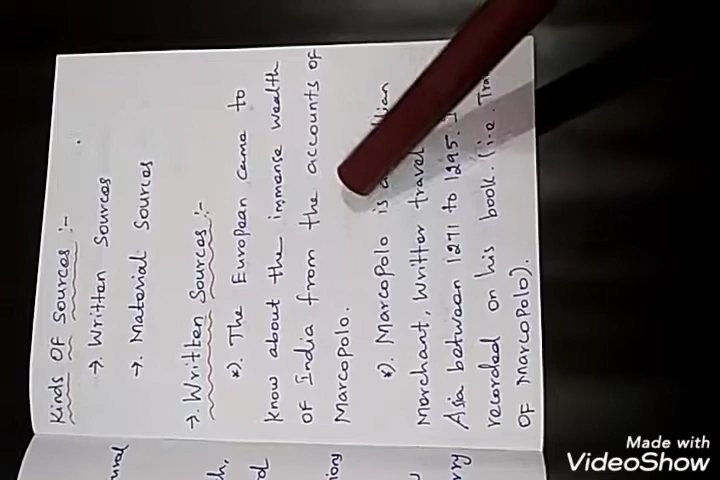 Kinds Of Sources :-
→ Written Sources
→ Material Sources
→ Written Sources :-
*). The European came to
know about the immense wealth
of India from the accounts of
Marcopolo.
*). Marcopolo is
Merchant, Writter travel
Asia between 1271 to 1295.
recorded on his book. (i.e. Tra
Of Marcopolo).
Made with
VideoShow